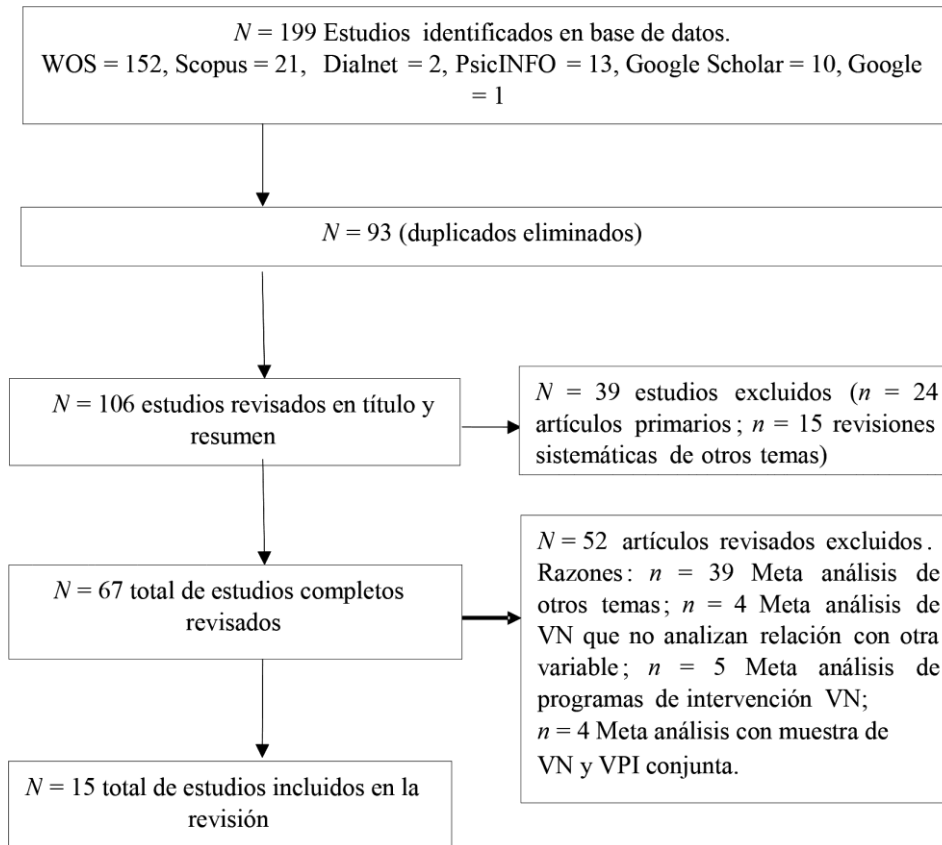 N = 199 Estudios identificados en base de datos.
WOS = 152, Scopus = 21, Dialnet = 2, PsicINFO = 13, Google Scholar = 10, Google
= 1
N = 93 (duplicados eliminados)
N = 106 estudios revisados en título y
resumen
N = 39 estudios excluidos (n = 24
artículos primarios; n = 15 revisiones
sistemáticas de otros temas)
N = 67 total de estudios completos
revisados
N = 52 artículos revisados excluidos.
Razones: n = 39 Meta análisis de
otros temas; n = 4 Meta análisis de
VN que no analizan relación con otra
variable; n = 5 Meta análisis de
programas de intervención VN;
n = 4 Meta análisis con muestra de
VN y VPI conjunta.
N = 15 total de estudios incluidos en la
revisión